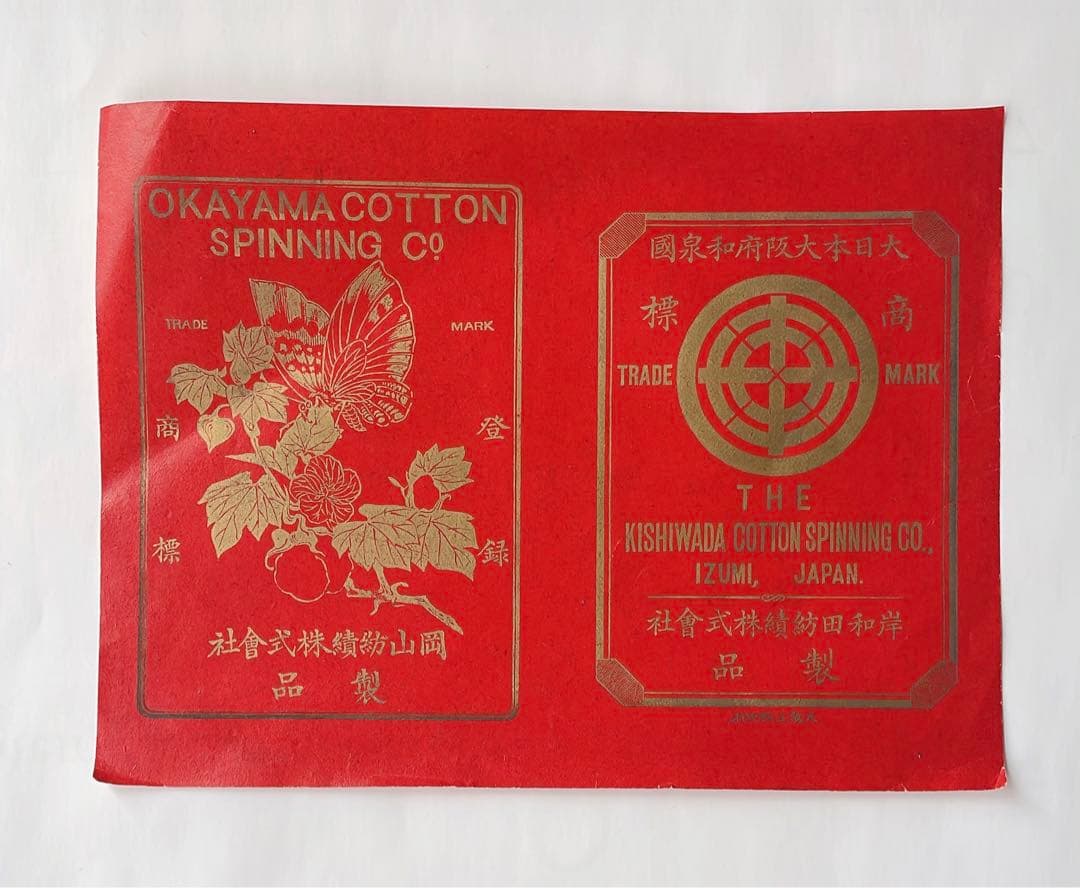 OKAYAMA COTTON
SPINNING Cº
TRADE MARK
登録
商標
岡山紡績株式會社
製品
大日本大阪府和泉國
商標
TRADE MARK
THE
KISHIWADA COTTON SPINNING CO.,
IZUMI, JAPAN.
岸和田紡績株式會社
製品